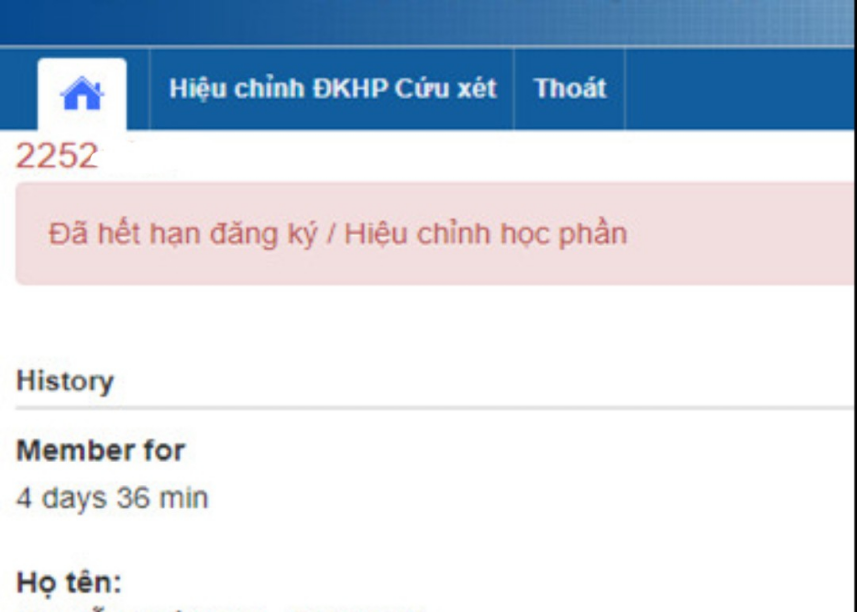 Hiệu chỉnh ĐKHP Cứu xét Thoát
2252
Đã hết hạn đăng ký / Hiệu chỉnh học phần
History
Member for
4 days 36 min
Họ tên: